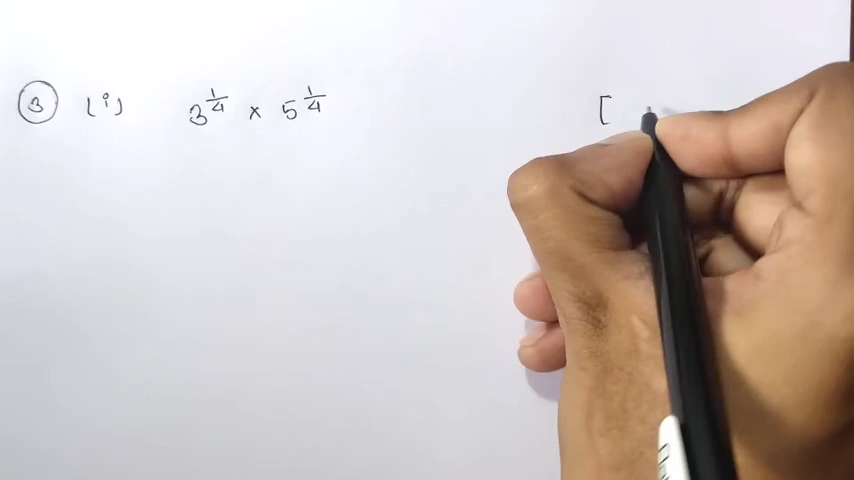 ③ (i) 3^{1/4} × 5^{1/4} [